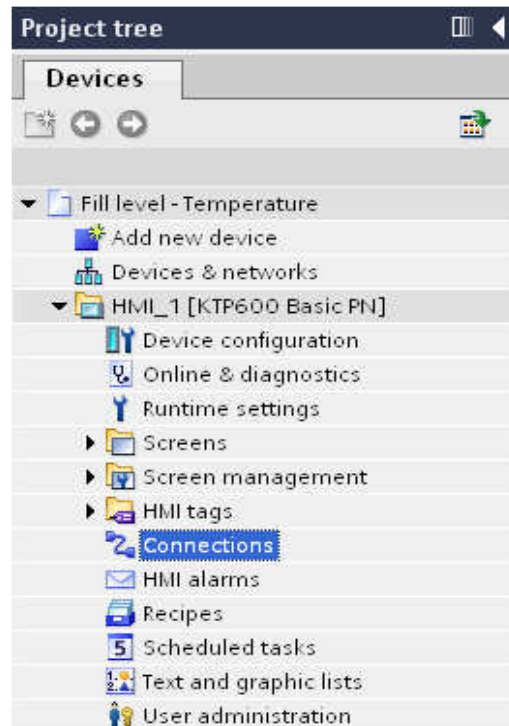 Project tree
Devices
Fill level - Temperature
Add new device
Devices & networks
HMI_1 [KTP600 Basic PN]
Device configuration
Online & diagnostics
Runtime settings
Screens
Screen management
HMI tags
Connections
HMI alarms
Recipes
5 Scheduled tasks
Text and graphic lists
User administration